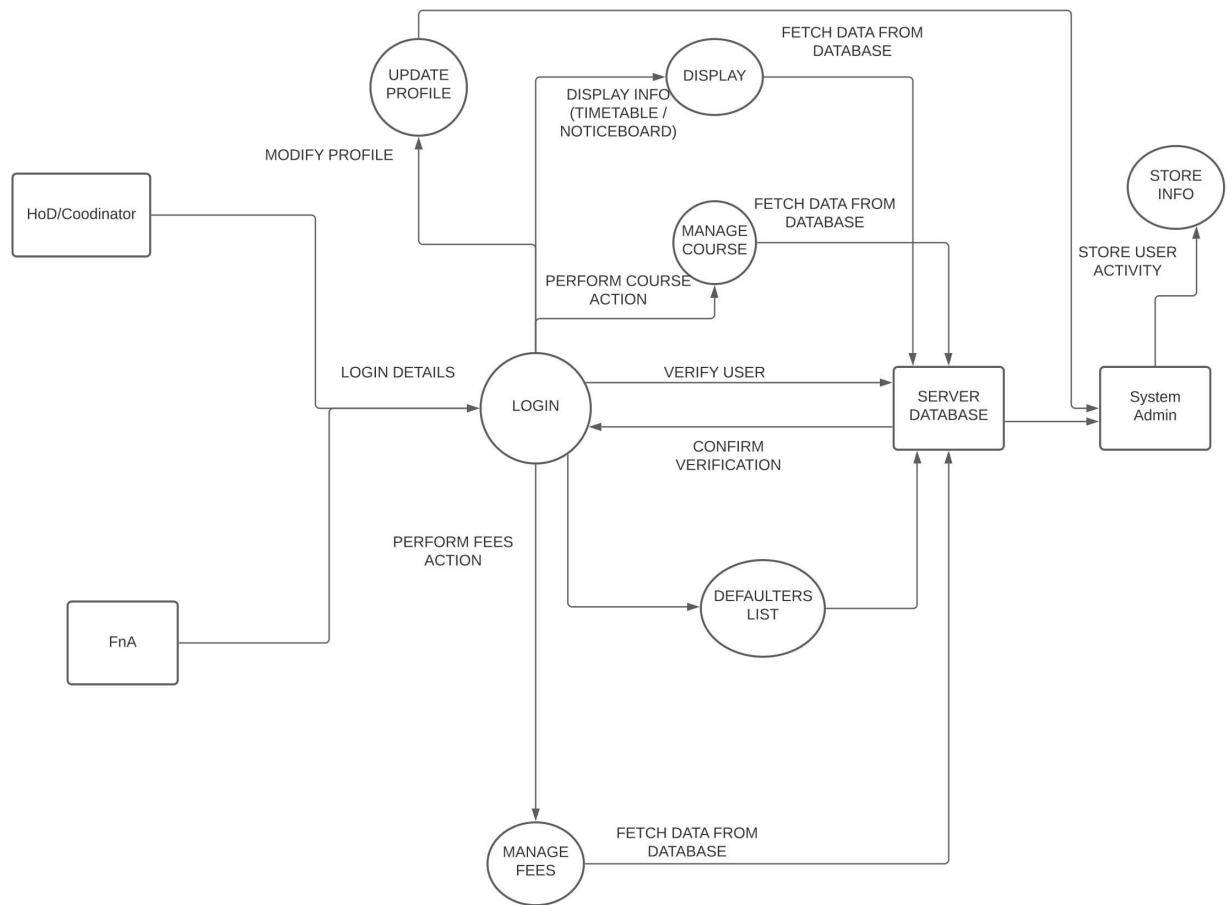 FETCH DATA FROM
DATABASE
UPDATE
PROFILE
DISPLAY
DISPLAY INFO
(TIMETABLE /
NOTICEBOARD)
MODIFY PROFILE
STORE
INFO
HoD/Coodinator
FETCH DATA FROM
DATABASE
MANAGE
COURSE
STORE USER
ACTIVITY
PERFORM COURSE
ACTION
LOGIN DETAILS
VERIFY USER
LOGIN
SERVER
DATABASE
System
Admin
CONFIRM
VERIFICATION
PERFORM FEES
ACTION
DEFAULTERS
LIST
FnA
MANAGE
FEES
FETCH DATA FROM
DATABASE